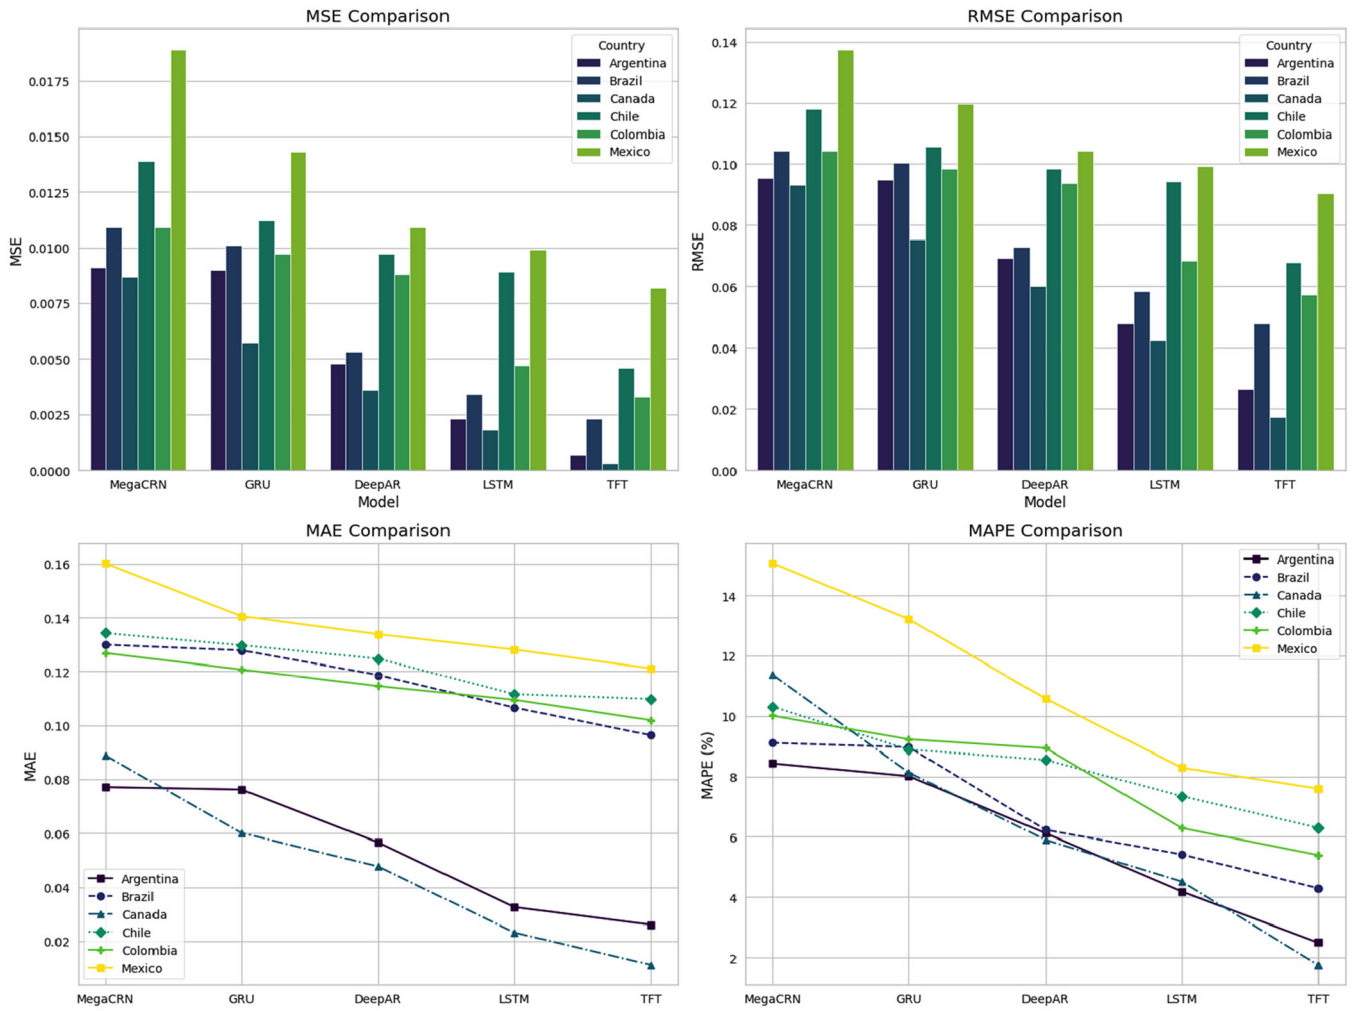 MSE Comparison
MSE
0.0175
0.0150
0.0125
0.0100
0.0075
0.0050
0.0025
0.0000
Country
Argentina
Brazil
Canada
Chile
Colombia
Mexico
MegaCRN GRU DeepAR LSTM TFT
Model
RMSE Comparison
RMSE
0.14
0.12
0.10
0.08
0.06
0.04
0.02
0.00
Country
Argentina
Brazil
Canada
Chile
Colombia
Mexico
MegaCRN GRU DeepAR LSTM TFT
Model
MAE Comparison
MAE
0.16
0.14
0.12
0.10
0.08
0.06
0.04
0.02
Argentina
Brazil
Canada
Chile
Colombia
Mexico
MegaCRN GRU DeepAR LSTM TFT
MAPE Comparison
MAPE (%)
14
12
10
8
6
4
2
Argentina
Brazil
Canada
Chile
Colombia
Mexico
MegaCRN GRU DeepAR LSTM TFT